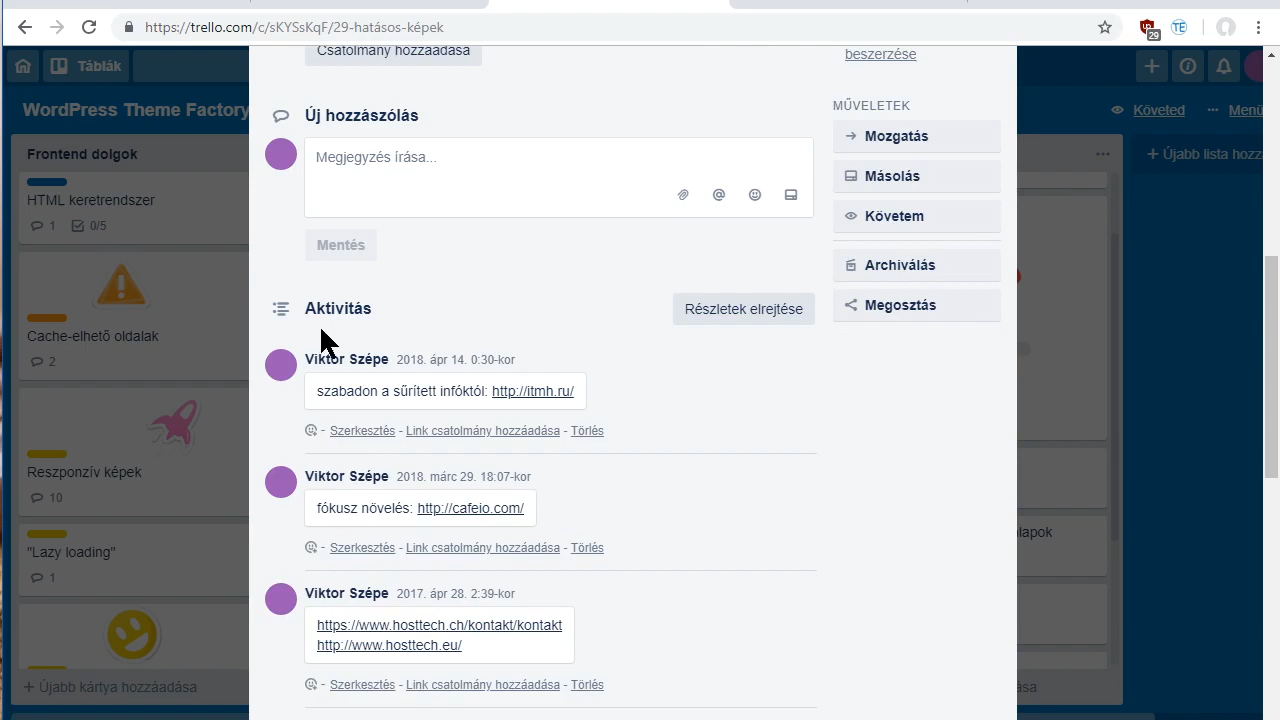 https://trello.com/c/sKYSsKqF/29-hatásos-képek
29
TE
Táblák
WordPress Theme Factory
Követed
Menü
Frontend dolgok
HTML keretrendszer
1 0/5
Cache-elhető oldalak
2
Reszponzív képek
10
"Lazy loading"
1
+ Újabb kártya hozzáadása
Csatolmány hozzáadása
beszerzése
Új hozzászólás
Megjegyzés írása...
@
Mentés
Aktivitás
Részletek elrejtése
Viktor Szépe 2018. ápr 14. 0:30-kor
szabadon a sűrített infóktól: http://itmh.ru/
- Szerkesztés - Link csatolmány hozzáadása - Törlés
Viktor Szépe 2018. márc 29. 18:07-kor
fókusz növelés: http://cafeio.com/
- Szerkesztés - Link csatolmány hozzáadása - Törlés
Viktor Szépe 2017. ápr 28. 2:39-kor
https://www.hosttech.ch/kontakt/kontakt
http://www.hosttech.eu/
- Szerkesztés - Link csatolmány hozzáadása - Törlés
MŰVELETEK
Mozgatás
Másolás
Követem
Archiválás
Megosztás
+ Újabb lista hozz